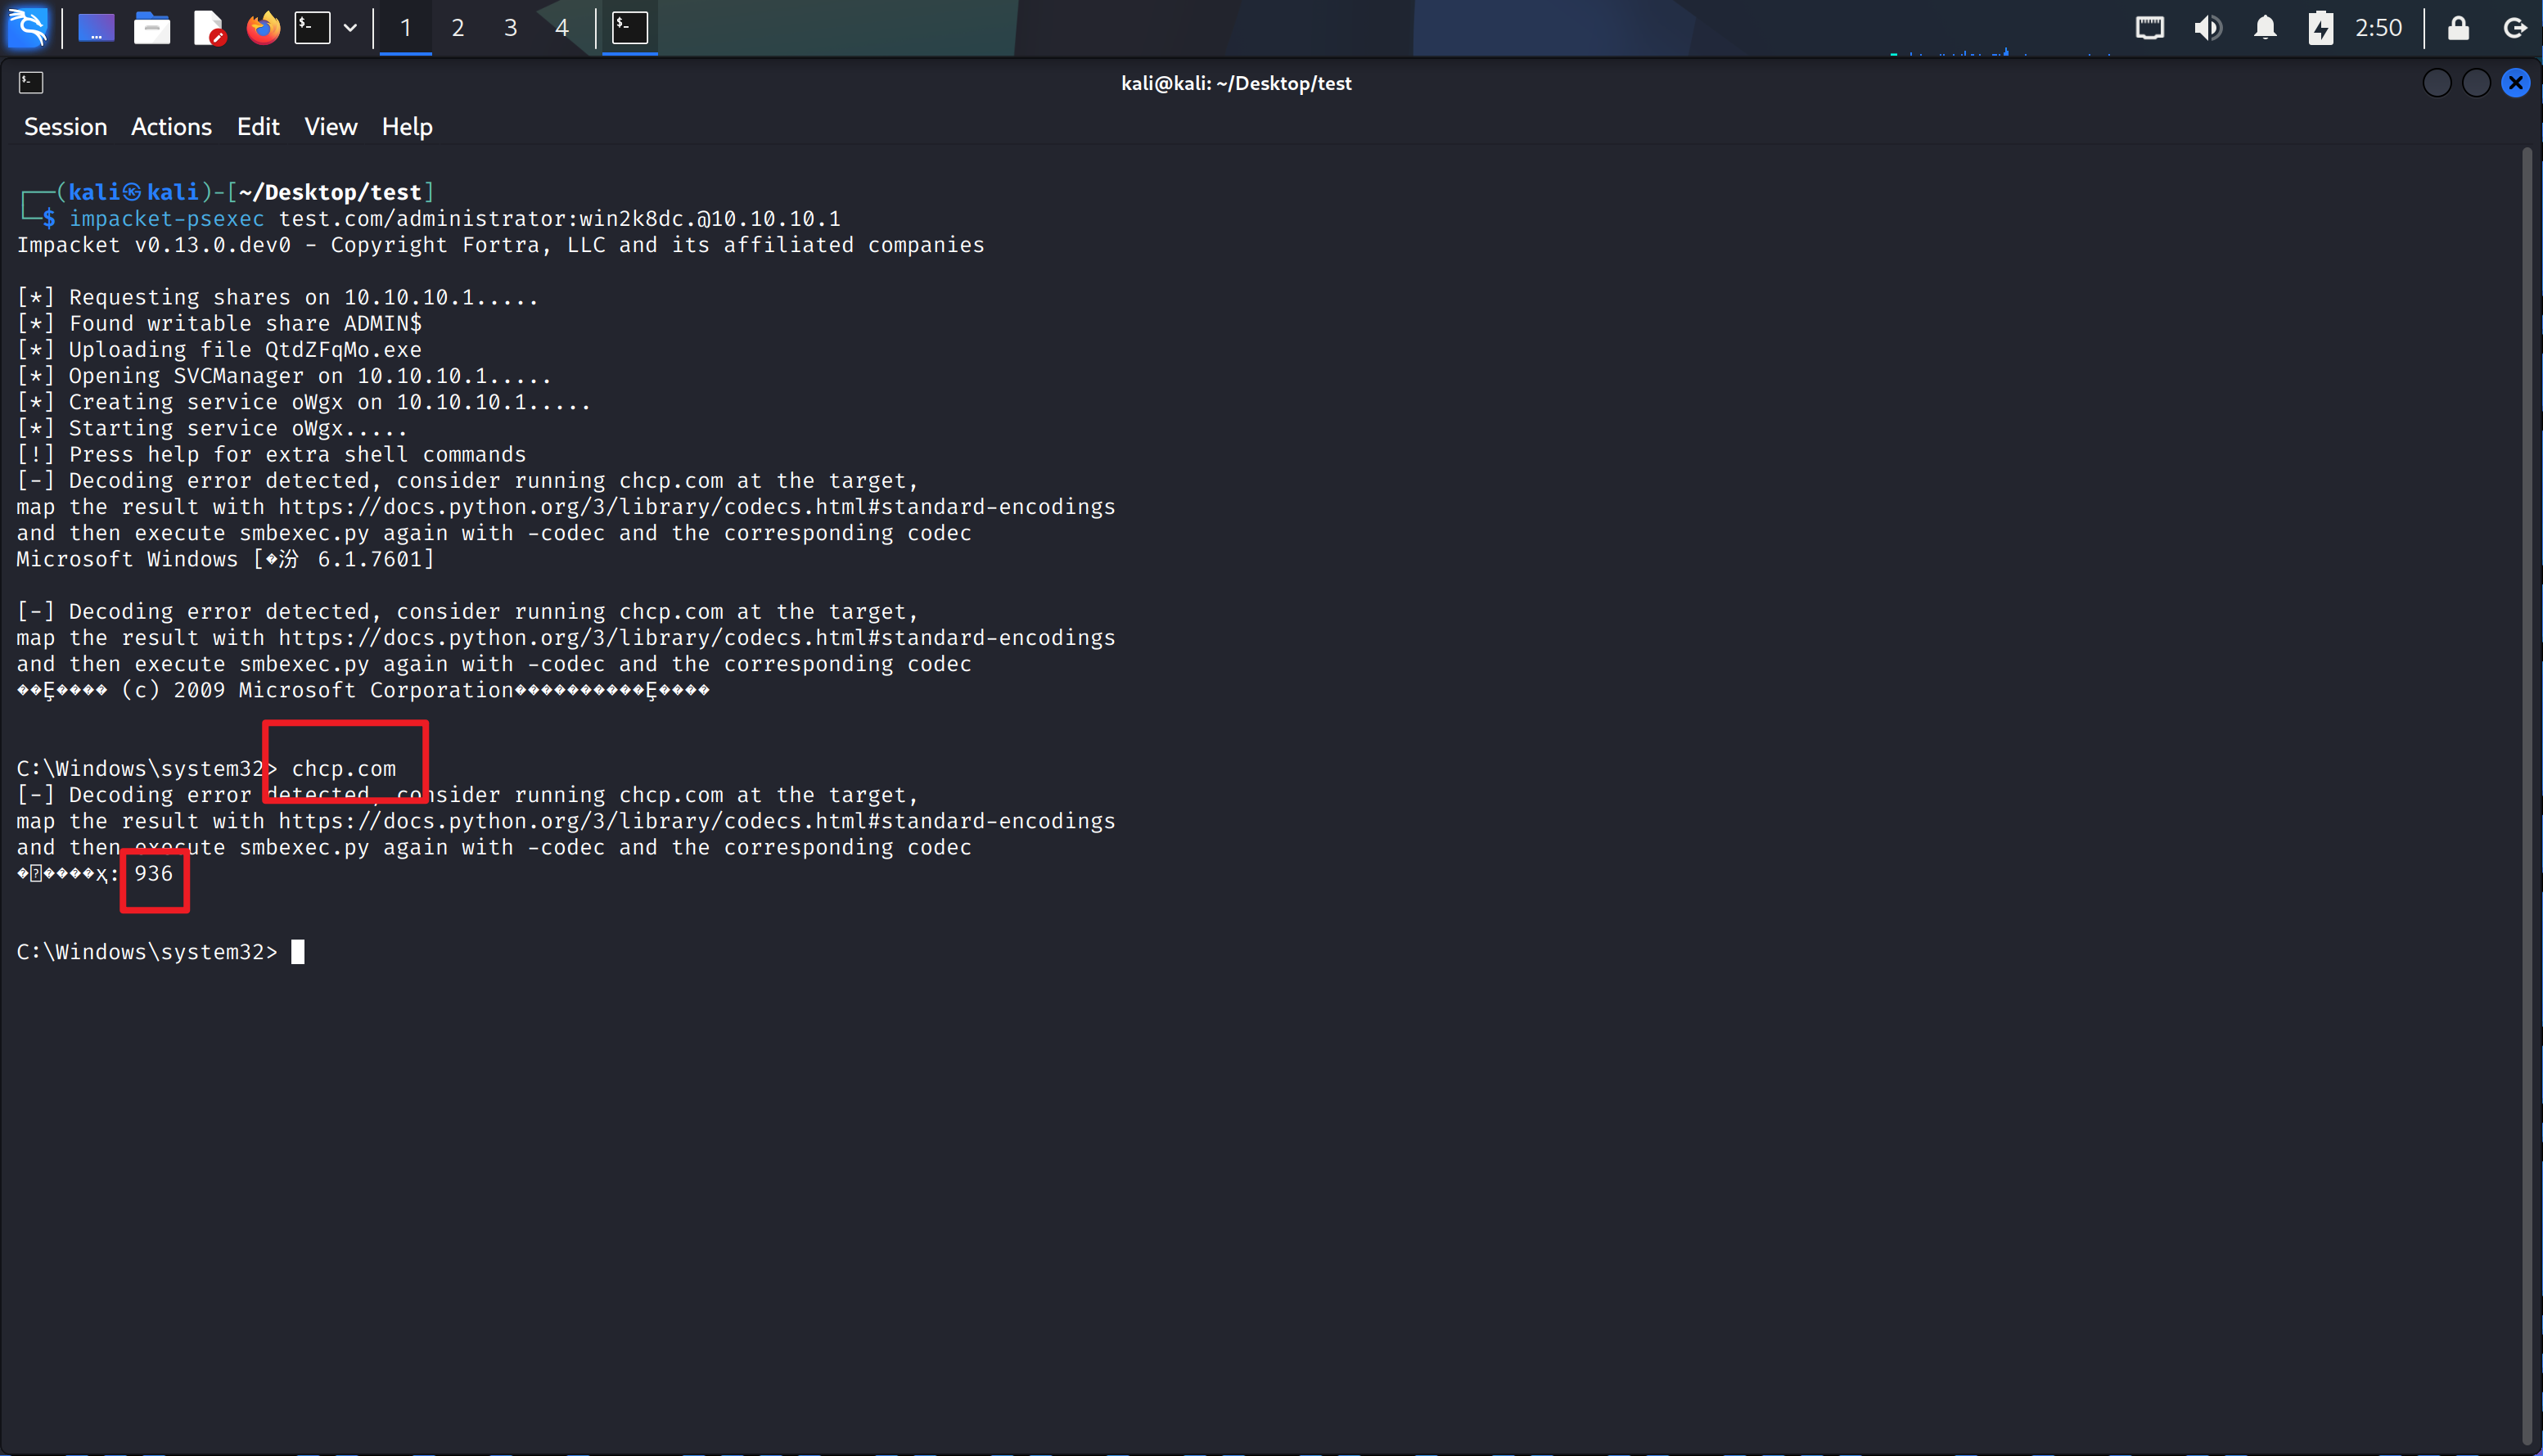 1 2 3 4
2:50
kali@kali: ~/Desktop/test
Session Actions Edit View Help
┌──(kali㉿kali)-[~/Desktop/test]
└─$ impacket-psexec test.com/administrator:win2k8dc.@10.10.10.1
Impacket v0.13.0.dev0 - Copyright Fortra, LLC and its affiliated companies
[*] Requesting shares on 10.10.10.1.....
[*] Found writable share ADMIN$
[*] Uploading file QtdZFqMo.exe
[*] Opening SVCManager on 10.10.10.1.....
[*] Creating service oWgx on 10.10.10.1.....
[*] Starting service oWgx.....
[!] Press help for extra shell commands
[-] Decoding error detected, consider running chcp.com at the target,
map the result with https://docs.python.org/3/library/codecs.html#standard-encodings
and then execute smbexec.py again with -codec and the corresponding codec
Microsoft Windows [�汾 6.1.7601]
[-] Decoding error detected, consider running chcp.com at the target,
map the result with https://docs.python.org/3/library/codecs.html#standard-encodings
and then execute smbexec.py again with -codec and the corresponding codec
��Ȩ���� (c) 2009 Microsoft Corporation����������Ȩ����
C:\Windows\system32> chcp.com
[-] Decoding error detected, consider running chcp.com at the target,
map the result with https://docs.python.org/3/library/codecs.html#standard-encodings
and then execute smbexec.py again with -codec and the corresponding codec
�����ҳ: 936
C:\Windows\system32>